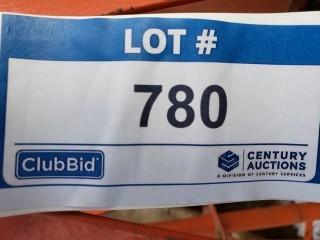 LOT #
780
ClubBid
CENTURY
AUCTIONS
A DIVISION OF CENTURY SERVICES